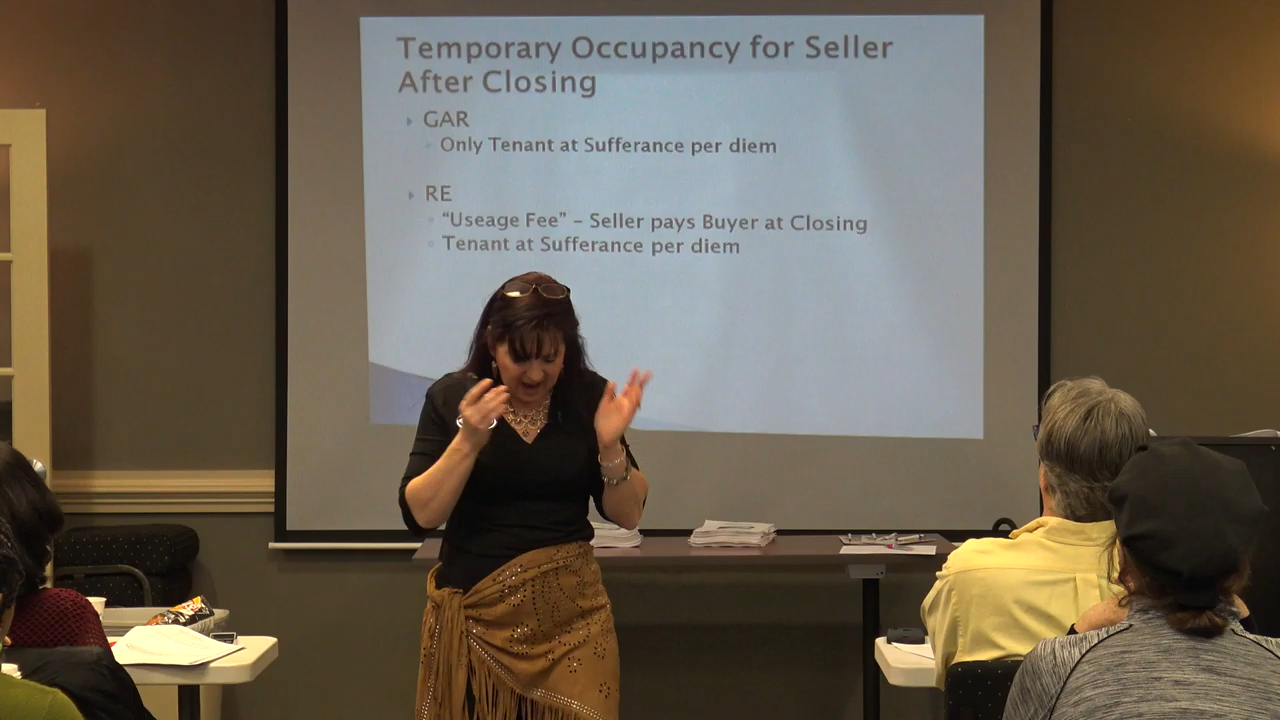 Temporary Occupancy for Seller
After Closing
GAR
Only Tenant at Sufferance per diem
RE
“Useage Fee” – Seller pays Buyer at Closing
Tenant at Sufferance per diem